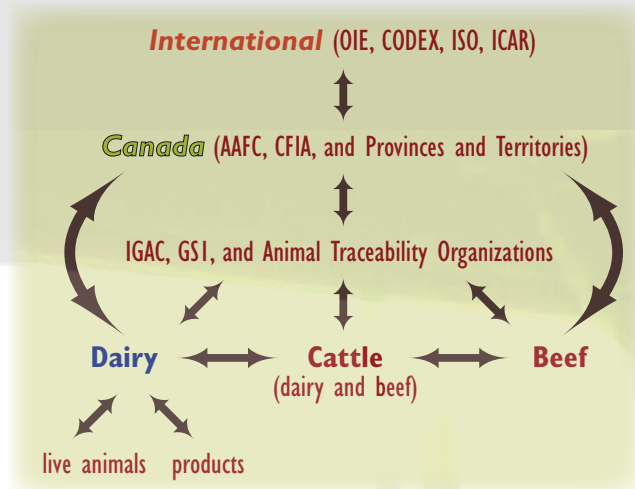 International (OIE, CODEX, ISO, ICAR)
Canada (AAFC, CFIA, and Provinces and Territories)
IGAC, GS1, and Animal Traceability Organizations
Dairy Cattle Beef
(dairy and beef)
live animals products